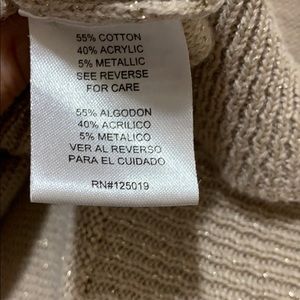 55% COTTON
40% ACRYLIC
5% METALLIC
SEE REVERSE
FOR CARE
55% ALGODON
40% ACRILICO
5% METALICO
VER AL REVERSO
PARA EL CUIDADO
RN#125019